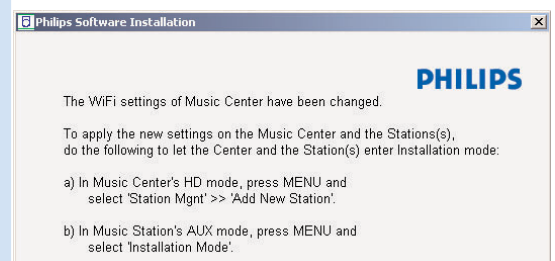 Philips Software Installation
PHILIPS
The WiFi settings of Music Center have been changed.
To apply the new settings on the Music Center and the Stations(s),
do the following to let the Center and the Station(s) enter Installation mode:
a) In Music Center's HD mode, press MENU and
select 'Station Mgnt' >> 'Add New Station'.
b) In Music Station's AUX mode, press MENU and
select 'Installation Mode'.